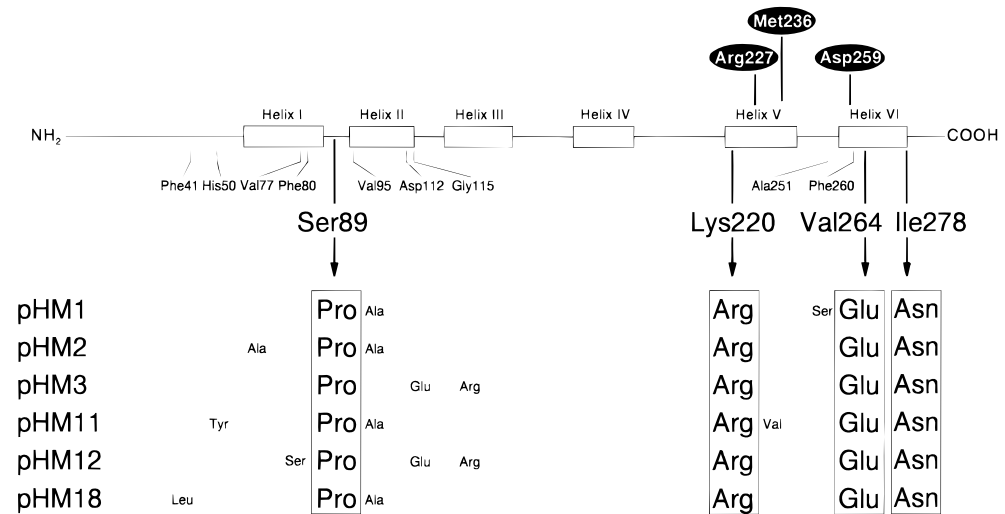 Met236
Arg227 Asp259
Helix I Helix II Helix III Helix IV Helix V Helix VI
NH2 COOH
Phe41 His50 Val77 Phe80 Val95 Asp112 Gly115 Ala251 Phe260
Ser89 Lys220 Val264 Ile278
pHM1 Pro Ala Arg Ser Glu Asn
pHM2 Ala Pro Ala Arg Glu Asn
pHM3 Pro Glu Arg Arg Glu Asn
pHM11 Tyr Pro Ala Arg Val Glu Asn
pHM12 Ser Pro Glu Arg Arg Glu Asn
pHM18 Leu Pro Ala Arg Glu Asn